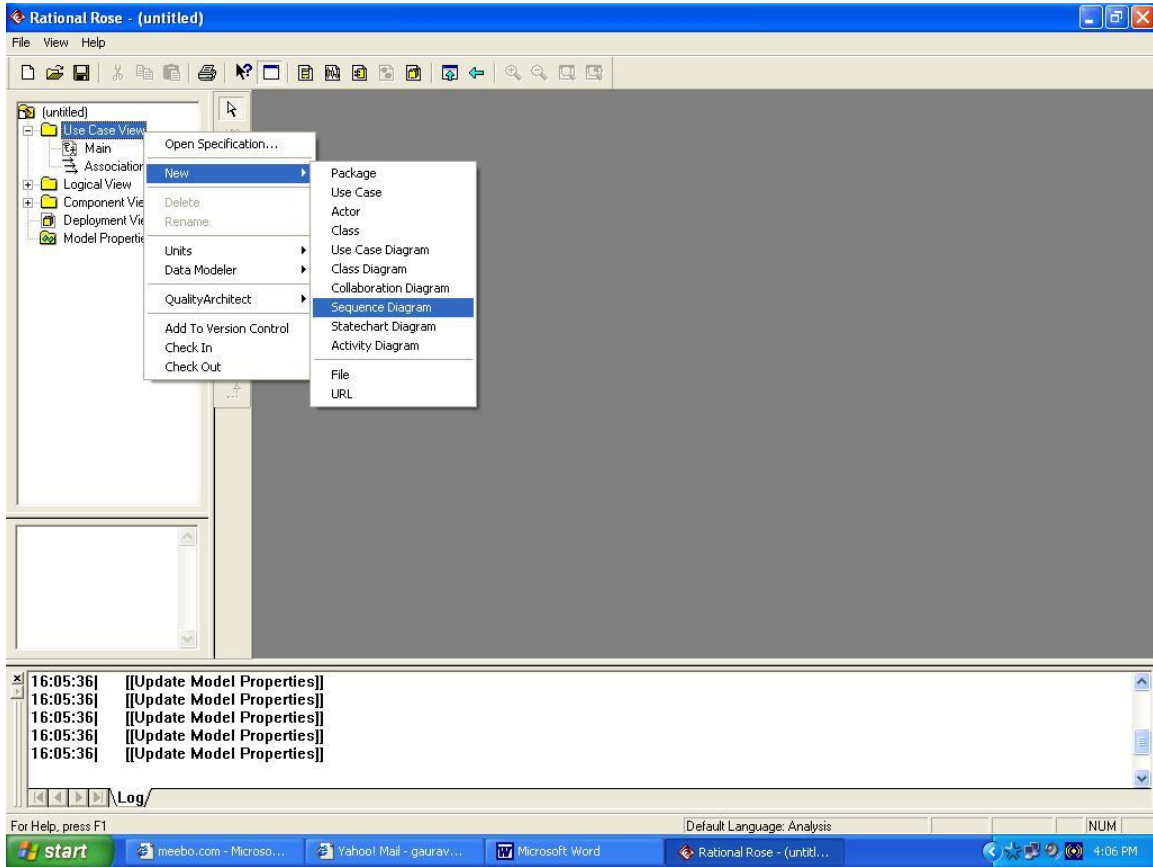 Rational Rose - (untitled)
File View Help
(untitled)
Use Case View
Main
Association
Logical View
Component Vie
Deployment Vie
Model Propertie
Open Specification...
New
Delete
Rename
Units
Data Modeler
QualityArchitect
Add To Version Control
Check In
Check Out
Package
Use Case
Actor
Class
Use Case Diagram
Class Diagram
Collaboration Diagram
Sequence Diagram
Statechart Diagram
Activity Diagram
File
URL
16:05:36| [[Update Model Properties]]
16:05:36| [[Update Model Properties]]
16:05:36| [[Update Model Properties]]
16:05:36| [[Update Model Properties]]
16:05:36| [[Update Model Properties]]
Log
For Help, press F1 Default Language: Analysis NUM
start meebo.com - Microso... Yahoo! Mail - gaurav... Microsoft Word Rational Rose - (untitl... 4:06 PM